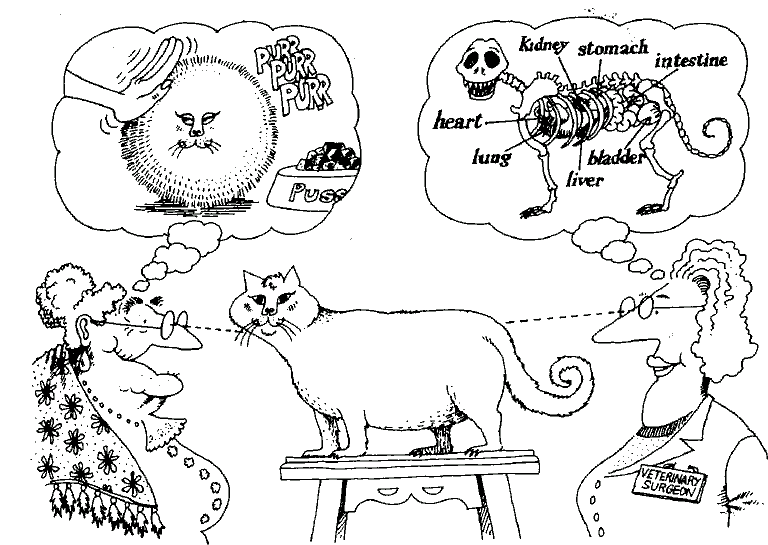 PURR
PURR
PURR
Puss
Kidney
stomach
intestine
heart
lung
bladder
liver
VETERINARY
SURGEON